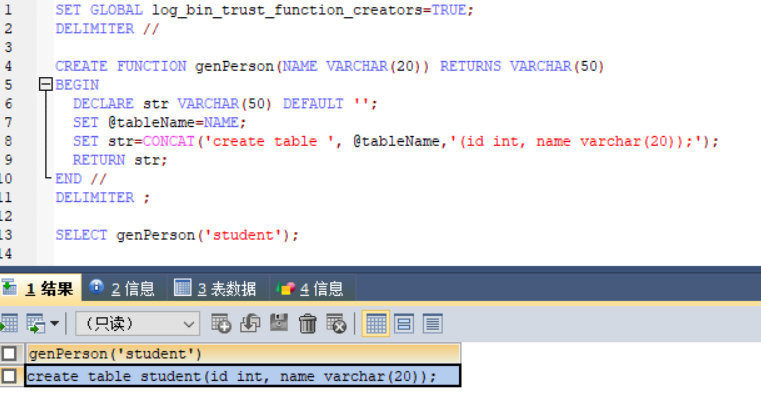 1 SET GLOBAL log_bin_trust_function_creators=TRUE;
2 DELIMITER //
3
4 CREATE FUNCTION genPerson(NAME VARCHAR(20)) RETURNS VARCHAR(50)
5 BEGIN
6 DECLARE str VARCHAR(50) DEFAULT '';
7 SET @tableName=NAME;
8 SET str=CONCAT('create table ', @tableName,'(id int, name varchar(20));');
9 RETURN str;
10 END //
11 DELIMITER ;
12
13 SELECT genPerson('student');
14
1 结果 2 信息 3 表数据 4 信息
(只读)
genPerson('student')
create table student(id int, name varchar(20));